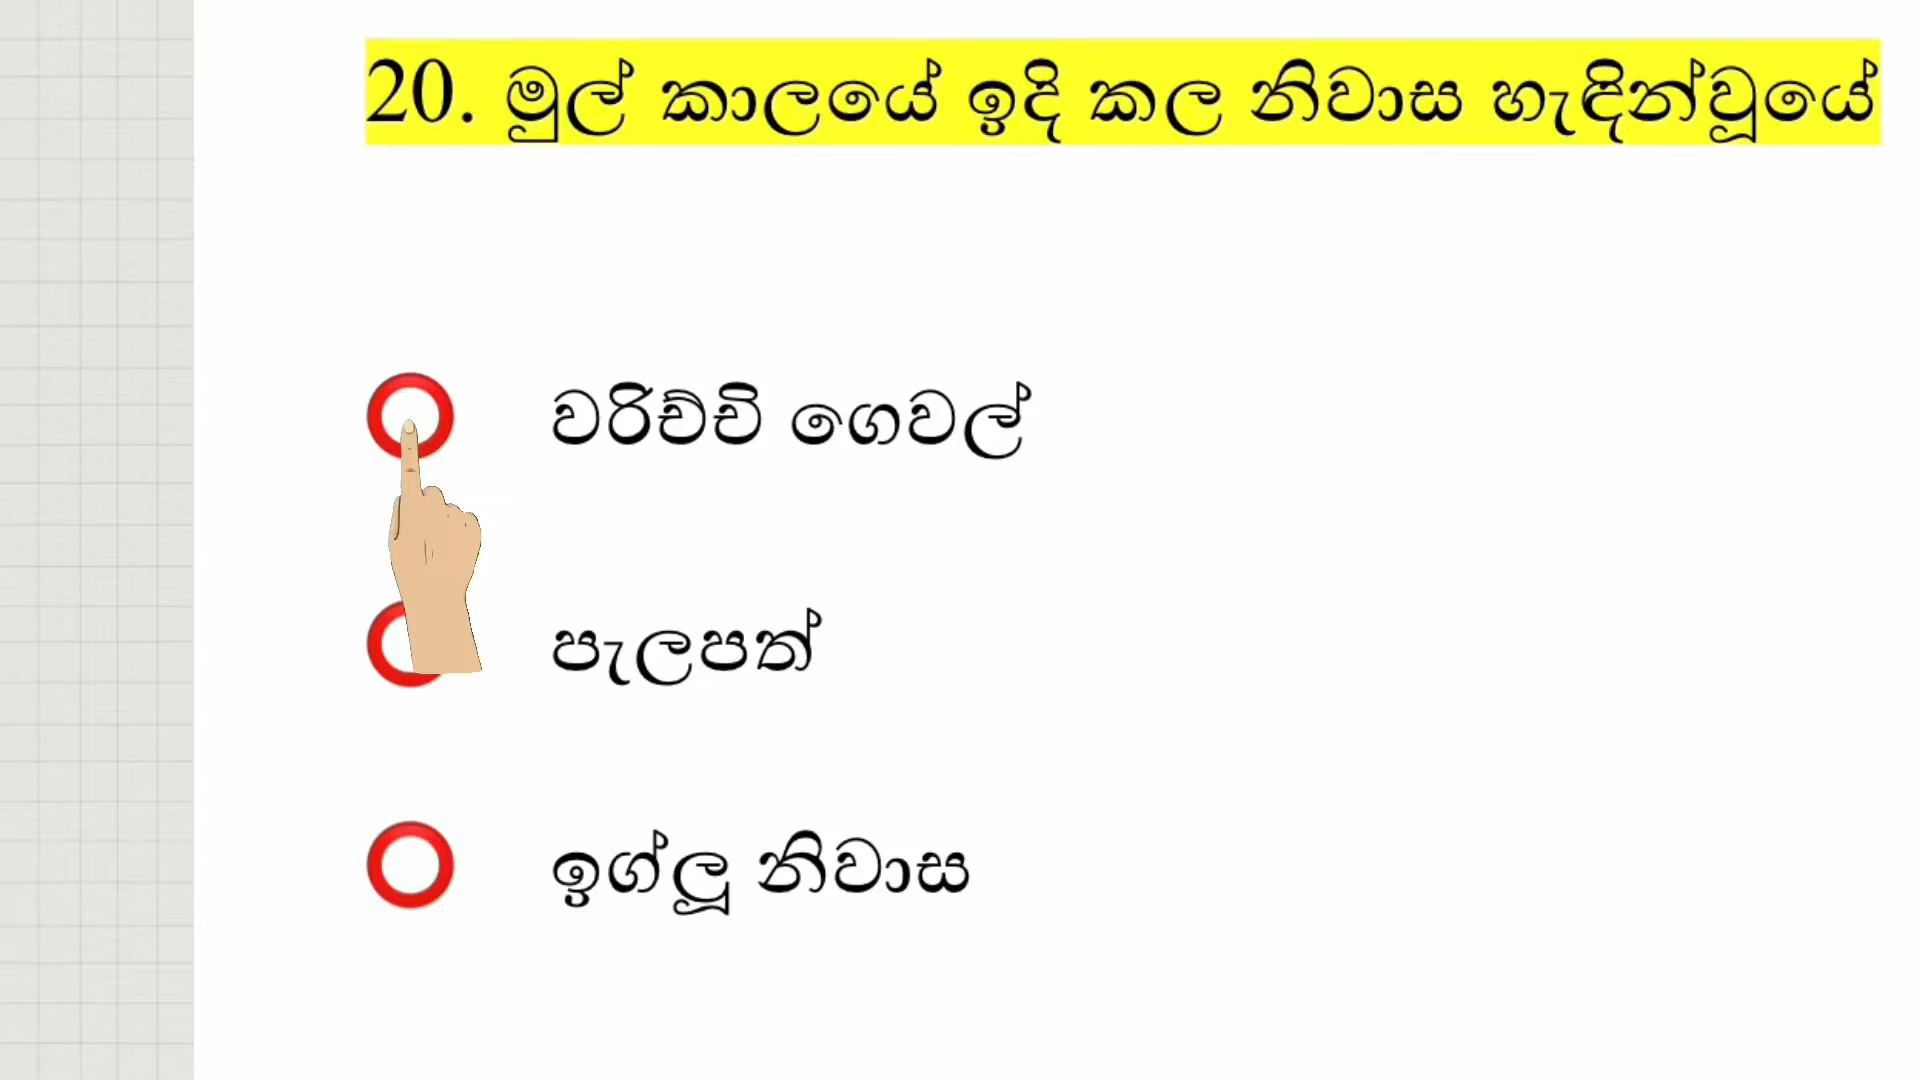 20. මුල් කාලයේ ඉදි කල නිවාස හැඳින්වූයේ
වරිච්චි ගෙවල්
පැලපත්
ඉග්ලූ නිවාස